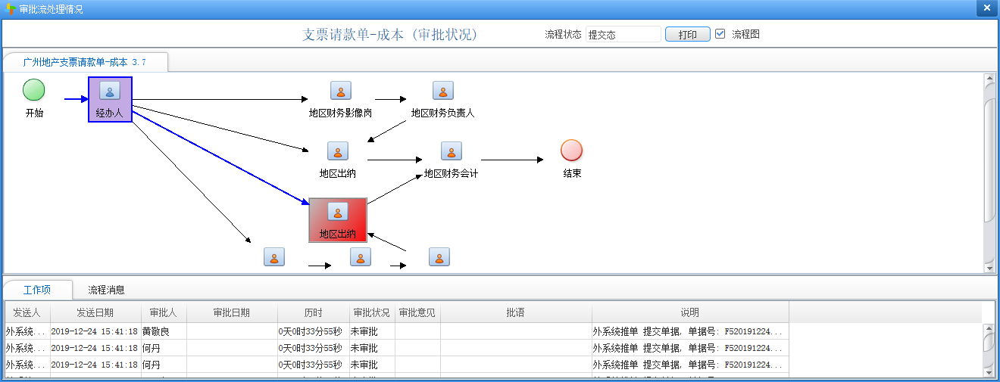 审批流处理情况
支票请款单-成本 (审批状况) 流程状态 提交态 打印 流程图
广州地产支票请款单-成本 3.7
开始 经办人 地区财务影像岗 地区财务负责人
地区出纳 地区财务会计 结束
地区出纳
工作项 流程消息
发送人 发送日期 审批人 审批日期 历时 审批状况 审批意见 批语 说明
外系统... 2019-12-24 15:41:18 黄敬良 0天0时33分55秒 未审批 外系统推单 提交单据, 单据号: F520191224...
外系统... 2019-12-24 15:41:18 何丹 0天0时33分55秒 未审批 外系统推单 提交单据, 单据号: F520191224...
外系统... 2019-12-24 15:41:18 何丹 0天0时33分55秒 未审批 外系统推单 提交单据, 单据号: F520191224...